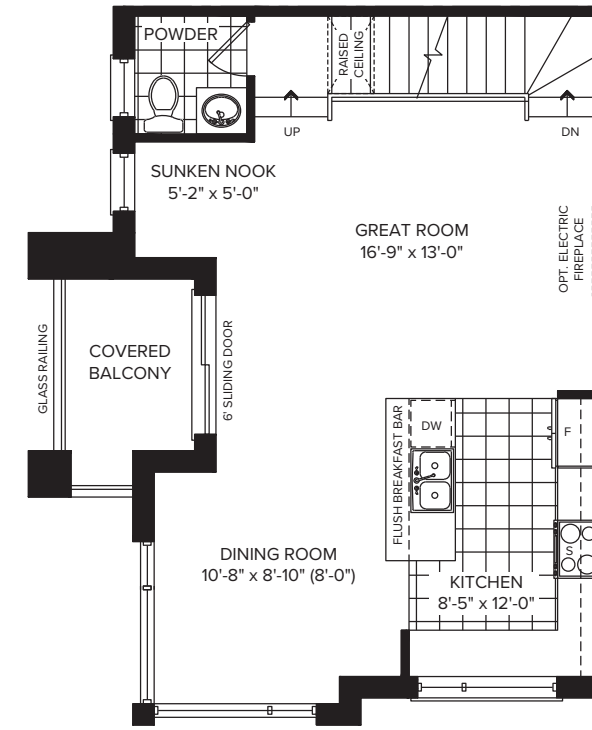 POWDER
RAISED
CEILING
UP
DN
SUNKEN NOOK
5'-2" x 5'-0"
GREAT ROOM
16'-9" x 13'-0"
OPT. ELECTRIC
FIREPLACE
GLASS RAILING
COVERED
BALCONY
6' SLIDING DOOR
FLUSH BREAKFAST BAR
DW
F
S
DINING ROOM
10'-8" x 8'-10" (8'-0")
KITCHEN
8'-5" x 12'-0"